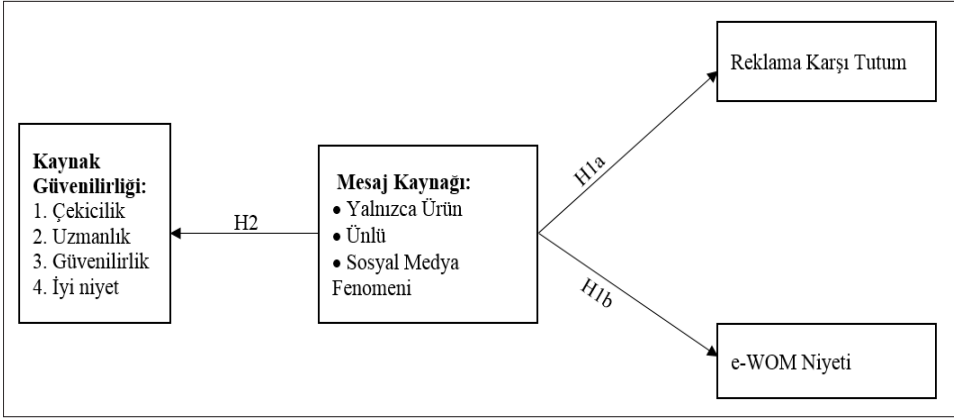 Kaynak
Güvenilirliği:
1. Çekicilik
2. Uzmanlık
3. Güvenilirlik
4. İyi niyet
H2
Mesaj Kaynağı:
• Yalnızca Ürün
• Ünlü
• Sosyal Medya
Fenomeni
H1a
H1b
Reklama Karşı Tutum
e-WOM Niyeti